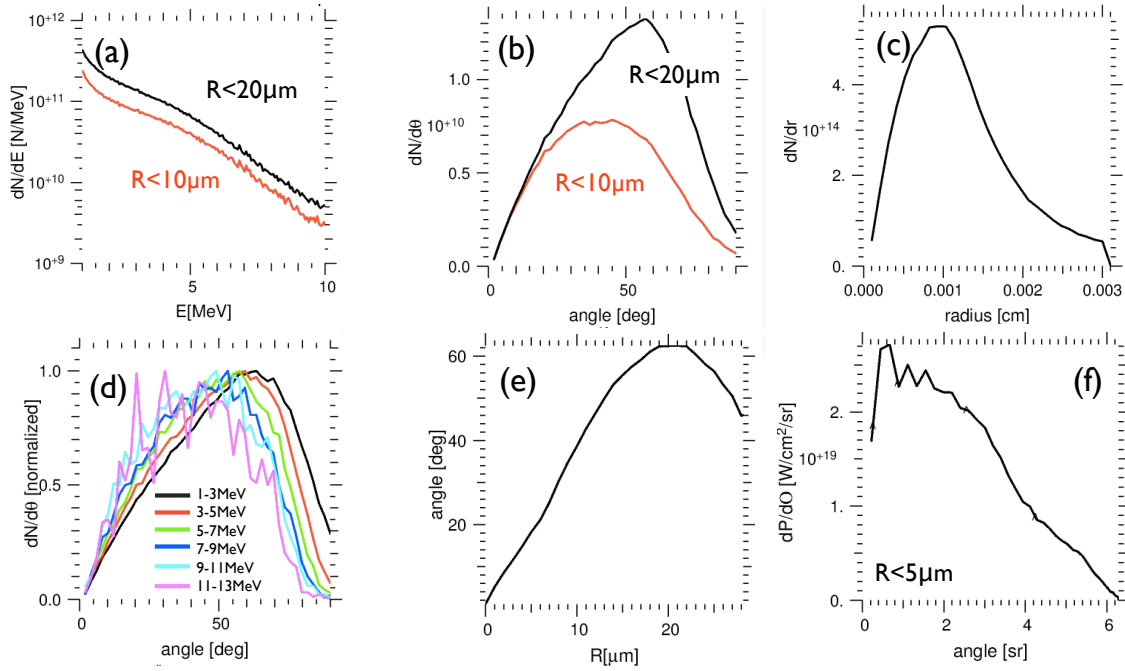 (a)
10+12
10+11
10+10
10+9
dN/dE [N/MeV]
R<20µm
R<10µm
5
10
E[MeV]
(b)
1.0
e+10
0.5
0.0
dN/dθ
R<20µm
R<10µm
0
50
angle [deg]
(c)
4.
e+14
2.
0.
dN/dr
0.000
0.001
0.002
0.003
radius [cm]
(d)
1.0
0.5
0.0
dN/dθ [normalized]
1-3MeV
3-5MeV
5-7MeV
7-9MeV
9-11MeV
11-13MeV
0
50
angle [deg]
(e)
60
40
20
angle [deg]
0
10
20
R[µm]
(f)
2.
e+19
1.
0.
dP/dO [W/cm²/sr]
R<5µm
0
2
4
6
angle [sr]